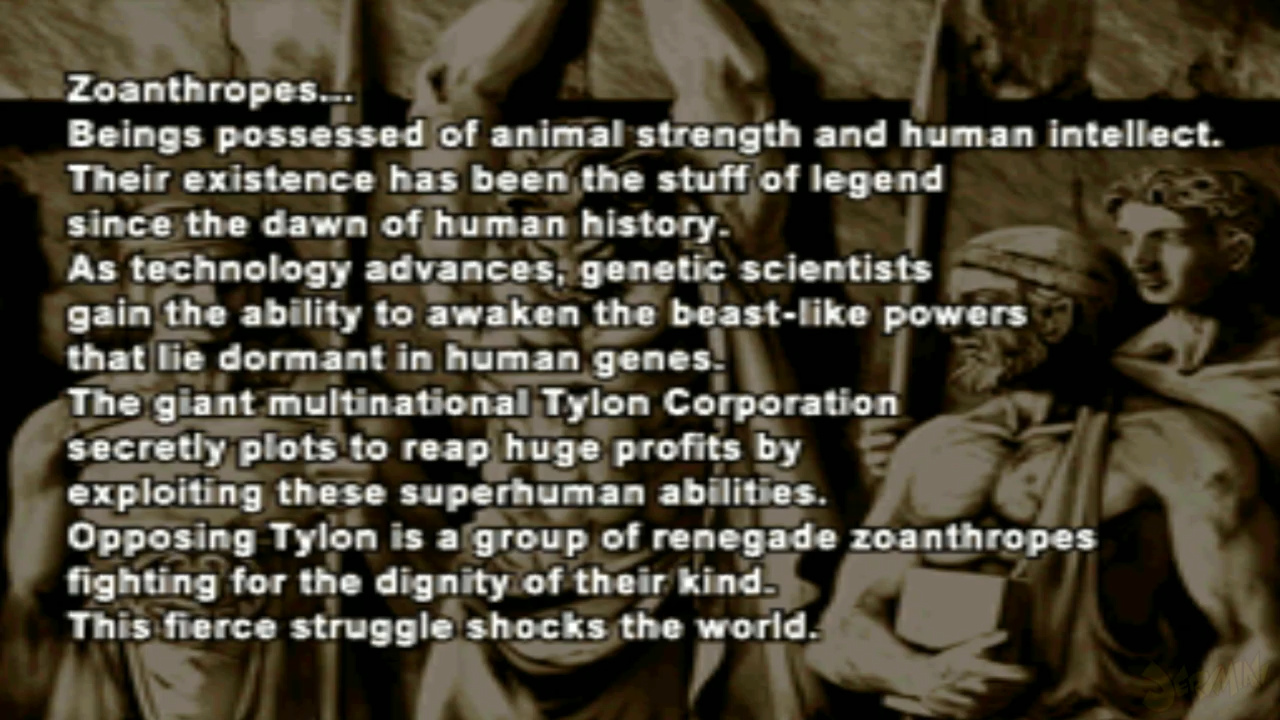 Zoanthropes...
Beings possessed of animal strength and human intellect.
Their existence has been the stuff of legend
since the dawn of human history.
As technology advances, genetic scientists
gain the ability to awaken the beast-like powers
that lie dormant in human genes.
The giant multinational Tylon Corporation
secretly plots to reap huge profits by
exploiting these superhuman abilities.
Opposing Tylon is a group of renegade zoanthropes
fighting for the dignity of their kind.
This fierce struggle shocks the world.